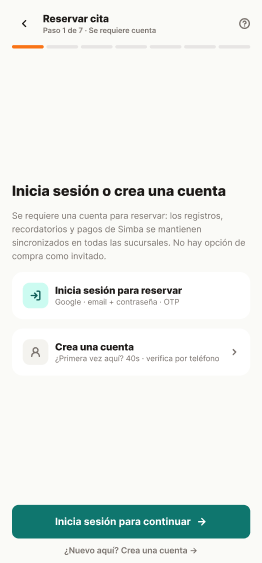 Reservar cita
Paso 1 de 7 · Se requiere cuenta
Inicia sesión o crea una cuenta
Se requiere una cuenta para reservar: los registros,
recordatorios y pagos de Simba se mantienen
sincronizados en todas las sucursales. No hay opción de
compra como invitado.
Inicia sesión para reservar
Google · email + contraseña · OTP
Crea una cuenta
¿Primera vez aquí? 40s · verifica por teléfono
Inicia sesión para continuar →
¿Nuevo aquí? Crea una cuenta →